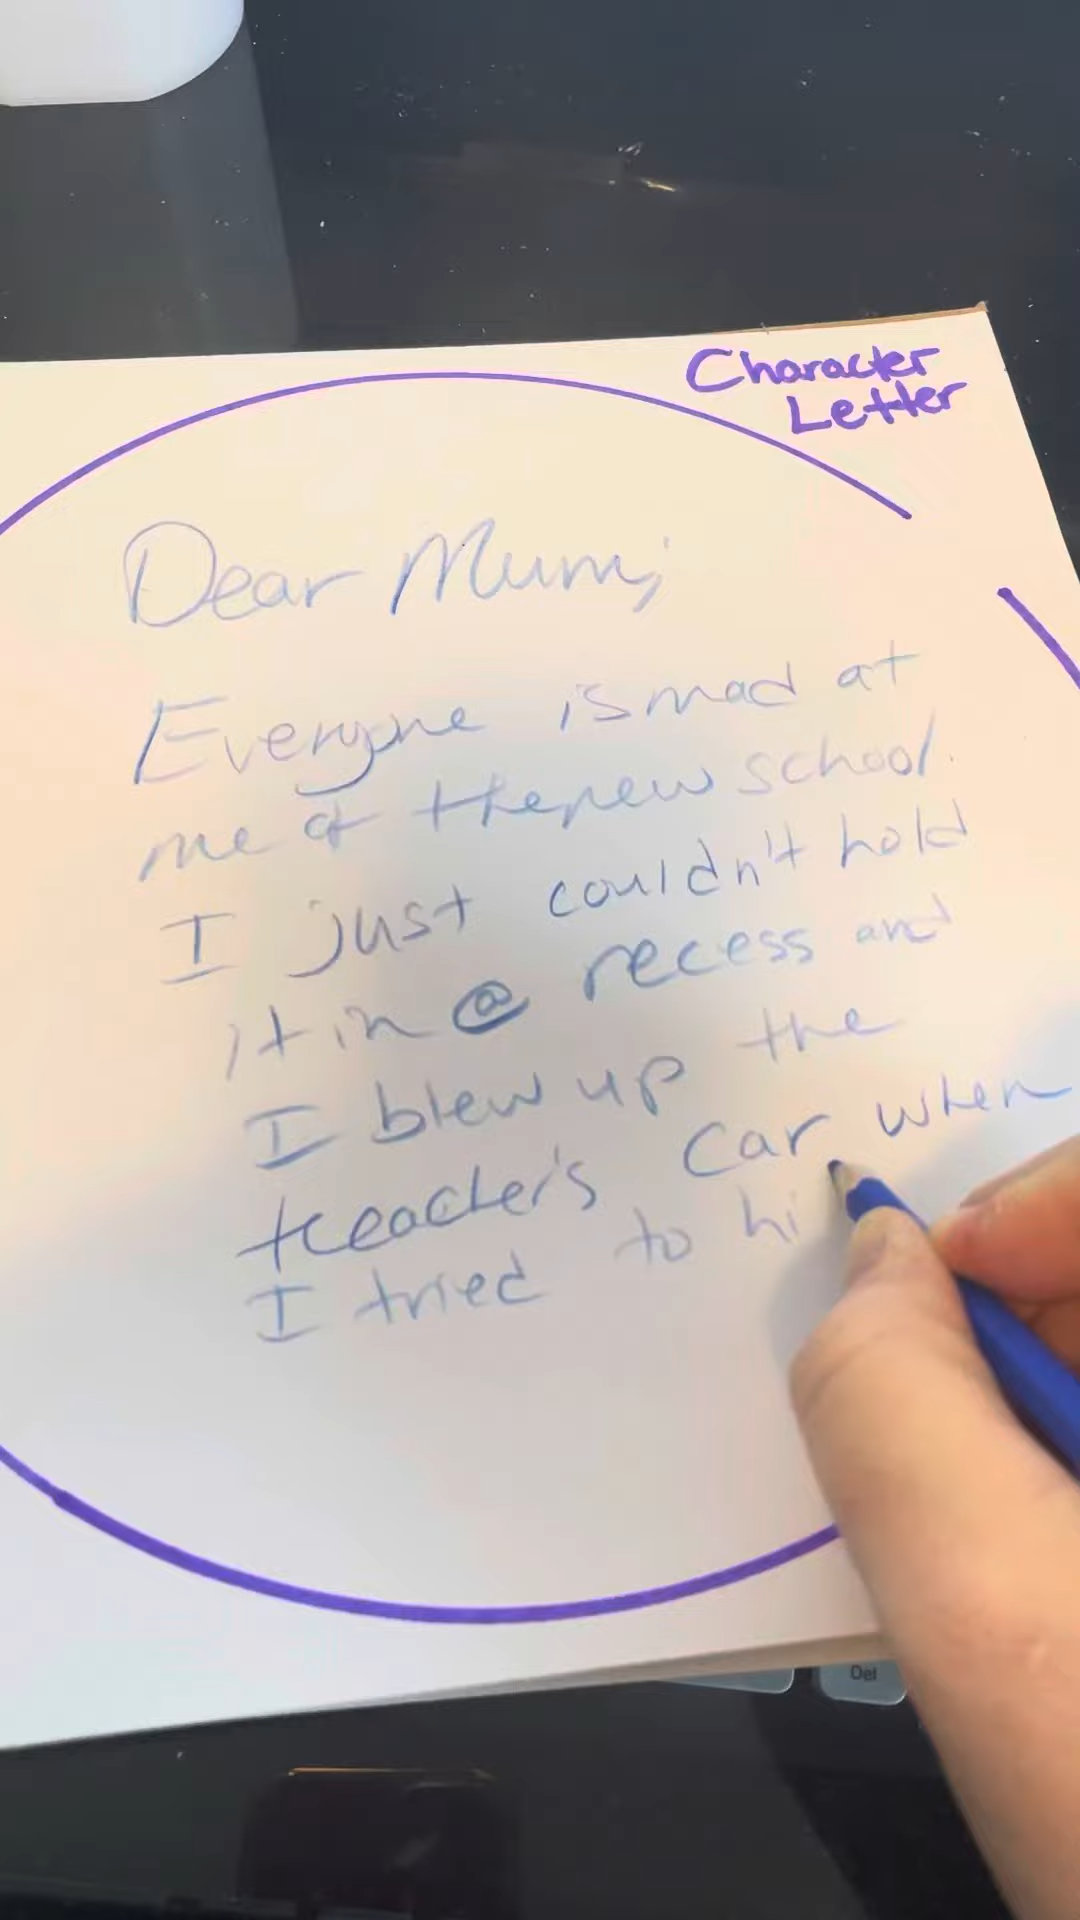 Character
Letter
Dear Mum,
Everyone is mad at
me at the new school.
I just couldn't hold
it in @ recess and
I blew up the
teacher's car when
I tried to hi
Del